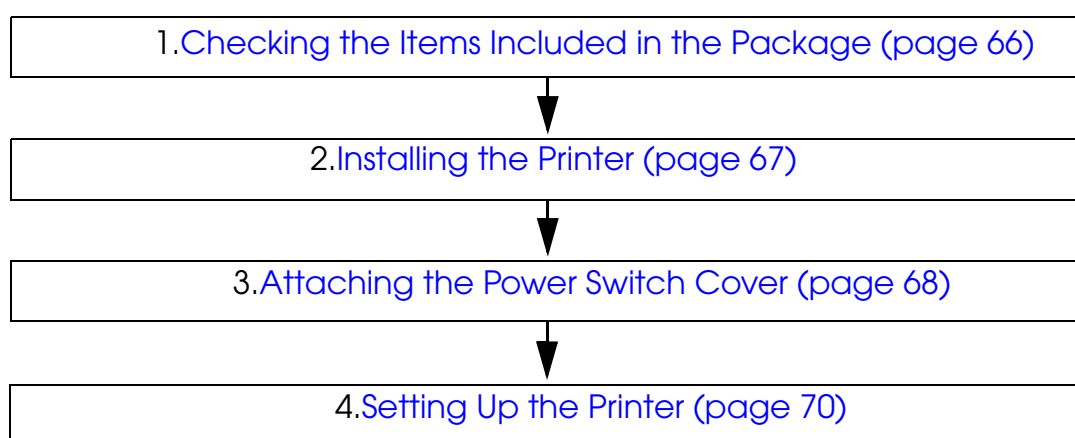 1.Checking the Items Included in the Package (page 66)
2.Installing the Printer (page 67)
3.Attaching the Power Switch Cover (page 68)
4.Setting Up the Printer (page 70)